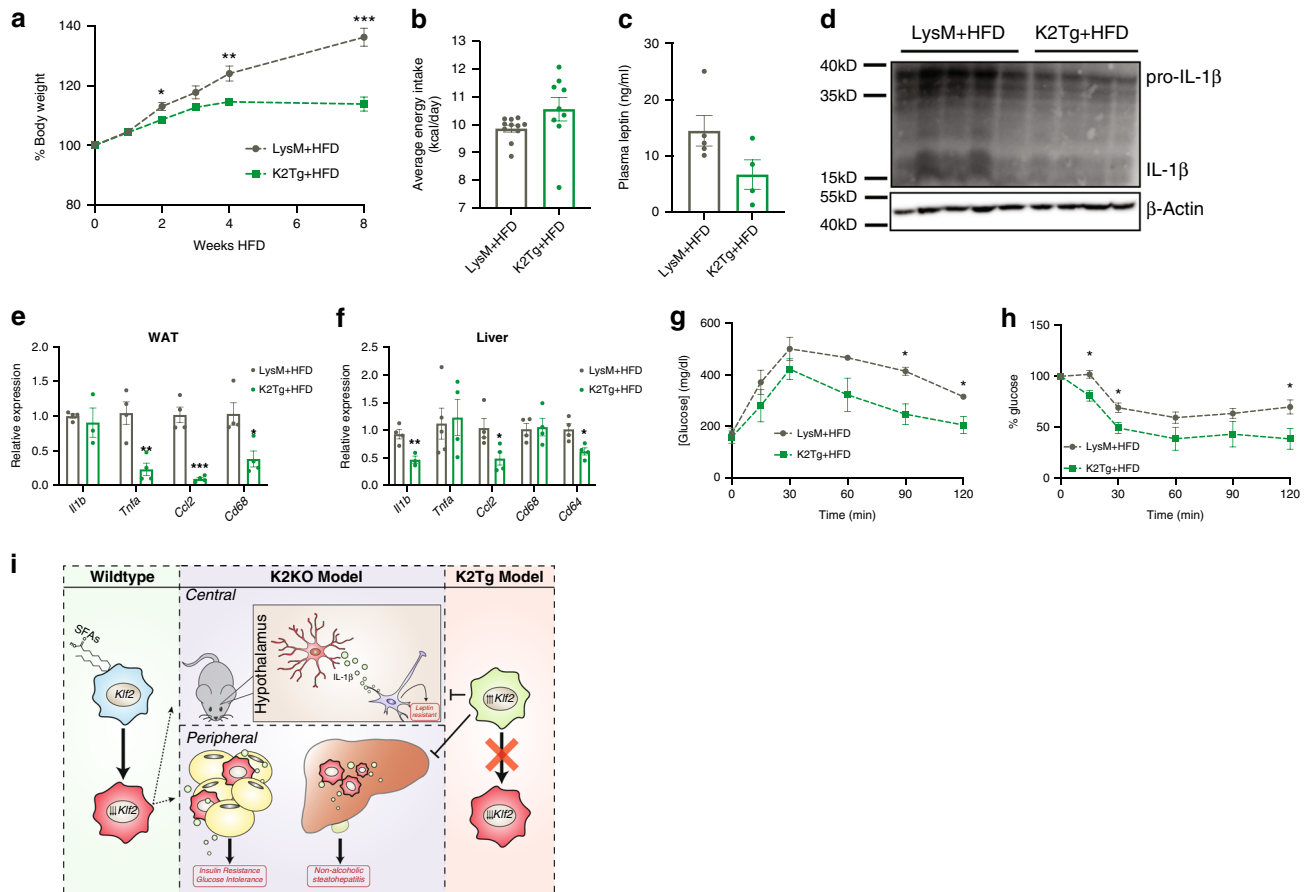 a
140
120
100
80
% Body weight
*
**
***
LysM+HFD
K2Tg+HFD
0
2
4
6
8
Weeks HFD
b
13
12
11
10
9
8
7
Average energy intake
(kcal/day)
LysM+HFD
K2Tg+HFD
c
30
20
10
0
Plasma leptin (ng/ml)
LysM+HFD
K2Tg+HFD
d
LysM+HFD
K2Tg+HFD
40kD
35kD
15kD
55kD
40kD
pro-IL-1β
IL-1β
β-Actin
e
WAT
2.5
2.0
1.5
1.0
0.5
0.0
Relative expression
LysM+HFD
K2Tg+HFD
**
***
*
Il1b
Tnfa
Ccl2
Cd68
f
Liver
2.5
2.0
1.5
1.0
0.5
0.0
Relative expression
LysM+HFD
K2Tg+HFD
**
*
*
Il1b
Tnfa
Ccl2
Cd68
Cd64
g
600
400
200
0
[Glucose] (mg/dl)
*
*
LysM+HFD
K2Tg+HFD
0
30
60
90
120
Time (min)
h
150
100
50
0
% glucose
*
*
*
LysM+HFD
K2Tg+HFD
0
30
60
90
120
Time (min)
i
Wildtype
K2KO Model
K2Tg Model
Central
SFAs
Klf2
Hypothalamus
IL-1β
Leptin
resistant
↑↑↑Klf2
Peripheral
↓↓↓Klf2
↓↓↓Klf2
Insulin Resistance
Glucose Intolerance
Non-alcoholic
steatohepatitis